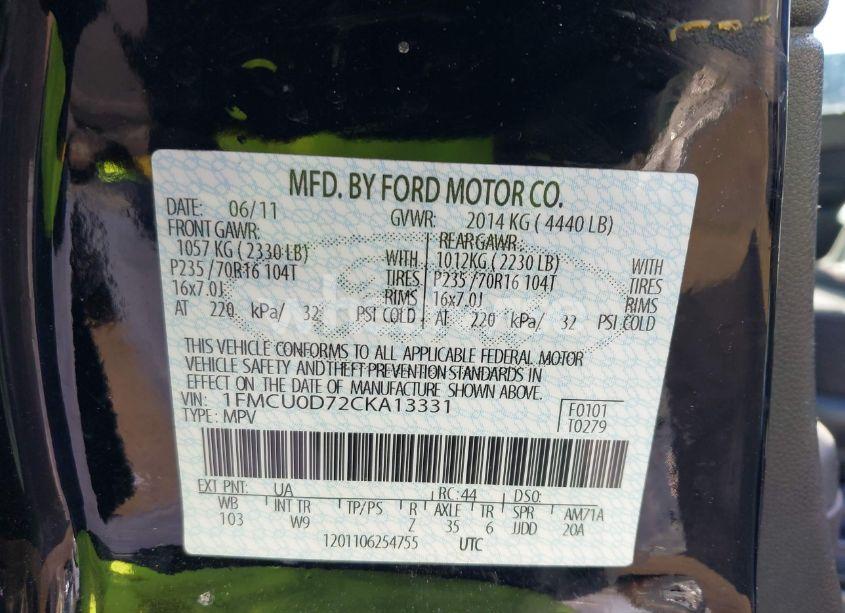 MFD. BY FORD MOTOR CO.
DATE: 06/11 GVWR: 2014 KG ( 4440 LB)
FRONT GAWR: REAR GAWR:
1057 KG ( 2330 LB) WITH 1012KG ( 2230 LB) WITH
P235 /70R16 104T TIRES P235 /70R16 104T TIRES
16x7.0J RIMS 16x7.0J RIMS
AT 220 kPa/ 32 PSI COLD AT 220 kPa/ 32 PSI COLD
THIS VEHICLE CONFORMS TO ALL APPLICABLE FEDERAL MOTOR
VEHICLE SAFETY AND THEFT PREVENTION STANDARDS IN
EFFECT ON THE DATE OF MANUFACTURE SHOWN ABOVE.
VIN: 1FMCU0D72CKA13331 F0101
TYPE: MPV T0279
EXT PNT: UA RC: 44 DSO:
WB INT TR TP/PS R AXLE TR SPR AM71A
103 W9 Z 35 6 JJDD 20A
1201106254755 UTC